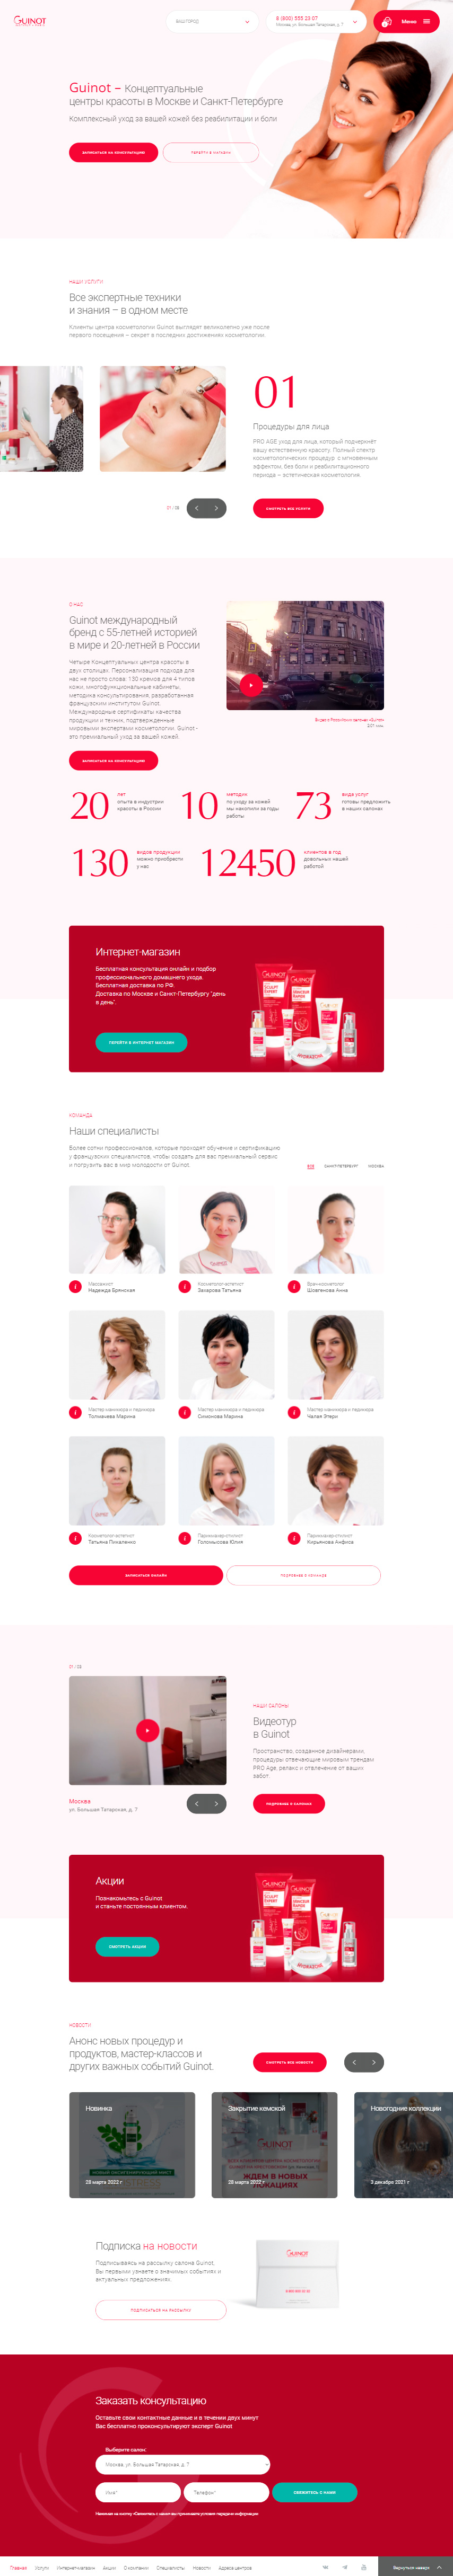 GUINOT
ВАШ ГОРОД
8 (800) 555 23 07
Москва, ул. Большая Татарская, д. 7
Меню
Guinot – Концептуальные
центры красоты в Москве и Санкт-Петербурге
Комплексный уход за вашей кожей без реабилитации и боли.
ЗАПИСАТЬСЯ НА КОНСУЛЬТАЦИЮ
ПЕРЕЙТИ В МАГАЗИН
НАШИ УСЛУГИ
Все экспертные техники
и знания – в одном месте
Клиенты центра косметологии Guinot выглядят великолепно уже после
первого посещения – секрет в последних достижениях косметологии.
01
Процедуры для лица
PRO AGE уход для лица, который подчеркнёт
вашу естественную красоту. Полный спектр
косметологических процедур с мгновенным
эффектом, без боли и реабилитационного
периода – эстетическая косметология.
СМОТРЕТЬ ВСЕ УСЛУГИ
О НАС
Guinot международный
бренд с 55-летней историей
в мире и 20-летней в России
Четыре Концептуальных центра красоты в
двух столицах. Персонализация подхода для
нас не просто слова: 130 кремов для 4 типов
кожи, многофункциональные кабинеты,
методика консультирования, разработанная
французским институтом Guinot.
Международные сертификаты качества
продукции и техник, подтвержденные
мировыми экспертами косметологии. Guinot -
это премиальный уход за вашей кожей.
Видео о Российских салонах «Guinot»
ЗАПИСАТЬСЯ НА КОНСУЛЬТАЦИЮ
20
лет
опыта в индустрии
красоты в России
10
методик
по уходу за кожей
мы накопили за годы
работы
73
вида услуг
готовы предложить
в наших салонах
130
видов продукции
можно приобрести
у нас
12450
клиентов в год
довольных нашей
работой
Интернет-магазин
Бесплатная консультация онлайн и подбор
профессионального домашнего ухода.
Бесплатная доставка по РФ.
Доставка по Москве и Санкт-Петербургу "день
в день".
ПЕРЕЙТИ В ИНТЕРНЕТ МАГАЗИН
КОМАНДА
Наши специалисты
Более сотни профессионалов, которые проходят обучение и сертификацию
у французских специалистов, чтобы создать для вас премиальный сервис
и погрузить вас в мир молодости от Guinot.
ВСЕ
САНКТ-ПЕТЕРБУРГ
МОСКВА
Массажист
Надежда Брянская
Косметолог-эстетист
Захарова Татьяна
Врач-косметолог
Шовгенова Анна
Мастер маникюра и педикюра
Толмачева Марина
Мастер маникюра и педикюра
Симонова Марина
Мастер маникюра и педикюра
Чалая Этери
Косметолог-эстетист
Татьяна Пикаленко
Парикмахер-стилист
Голомысова Юлия
Парикмахер-стилист
Кирьянова Анфиса
ЗАПИСАТЬСЯ ОНЛАЙН
ПОДРОБНЕЕ О КОМАНДЕ
НАШИ САЛОНЫ
Видеотур
в Guinot
Пространство, созданное дизайнерами,
процедуры отвечающие мировым трендам
PRO Age, релакс и отвлечение от ваших
забот.
Москва
ул. Большая Татарская, д. 7
ПОДРОБНЕЕ О САЛОНАХ
Акции
Познакомьтесь с Guinot
и станьте постоянным клиентом.
СМОТРЕТЬ АКЦИИ
НОВОСТИ
Анонс новых процедур и
продуктов, мастер-классов и
других важных событий Guinot.
СМОТРЕТЬ ВСЕ НОВОСТИ
Новинка
28 марта 2022 г
Закрытие кемской
28 марта 2022 г
Новогодние коллекции
3 декабря 2021 г
Подписка на новости
Подписываясь на рассылку салона Guinot,
Вы первыми узнаете о значимых событиях и
актуальных предложениях.
ПОДПИСАТЬСЯ НА РАССЫЛКУ
GUINOT
Заказать консультацию
Оставьте свои контактные данные и в течении двух минут
Вас бесплатно проконсультируют эксперт Guinot
Выберите салон:
Москва, ул. Большая Татарская, д. 7
Имя*
Телефон*
СВЯЖИТЕСЬ С НАМИ
Нажимая на кнопку «Свяжитесь с нами» вы принимаете условия передачи информации
Главная
Услуги
Интернет-магазин
Акции
О компании
Специалисты
Новости
Адреса центров
Вернуться наверх